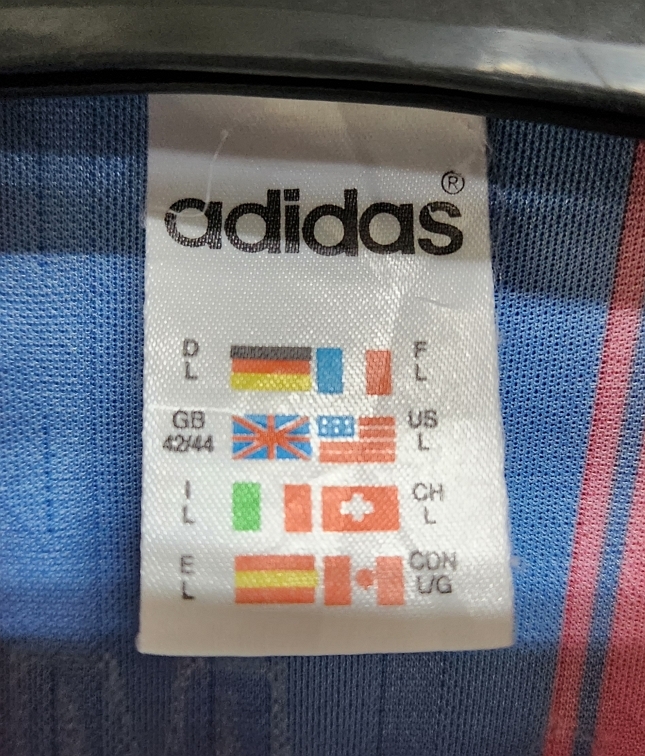 adidas®
D F
L L
GB US
42/44 L
I CH
L L
E CDN
L L/G